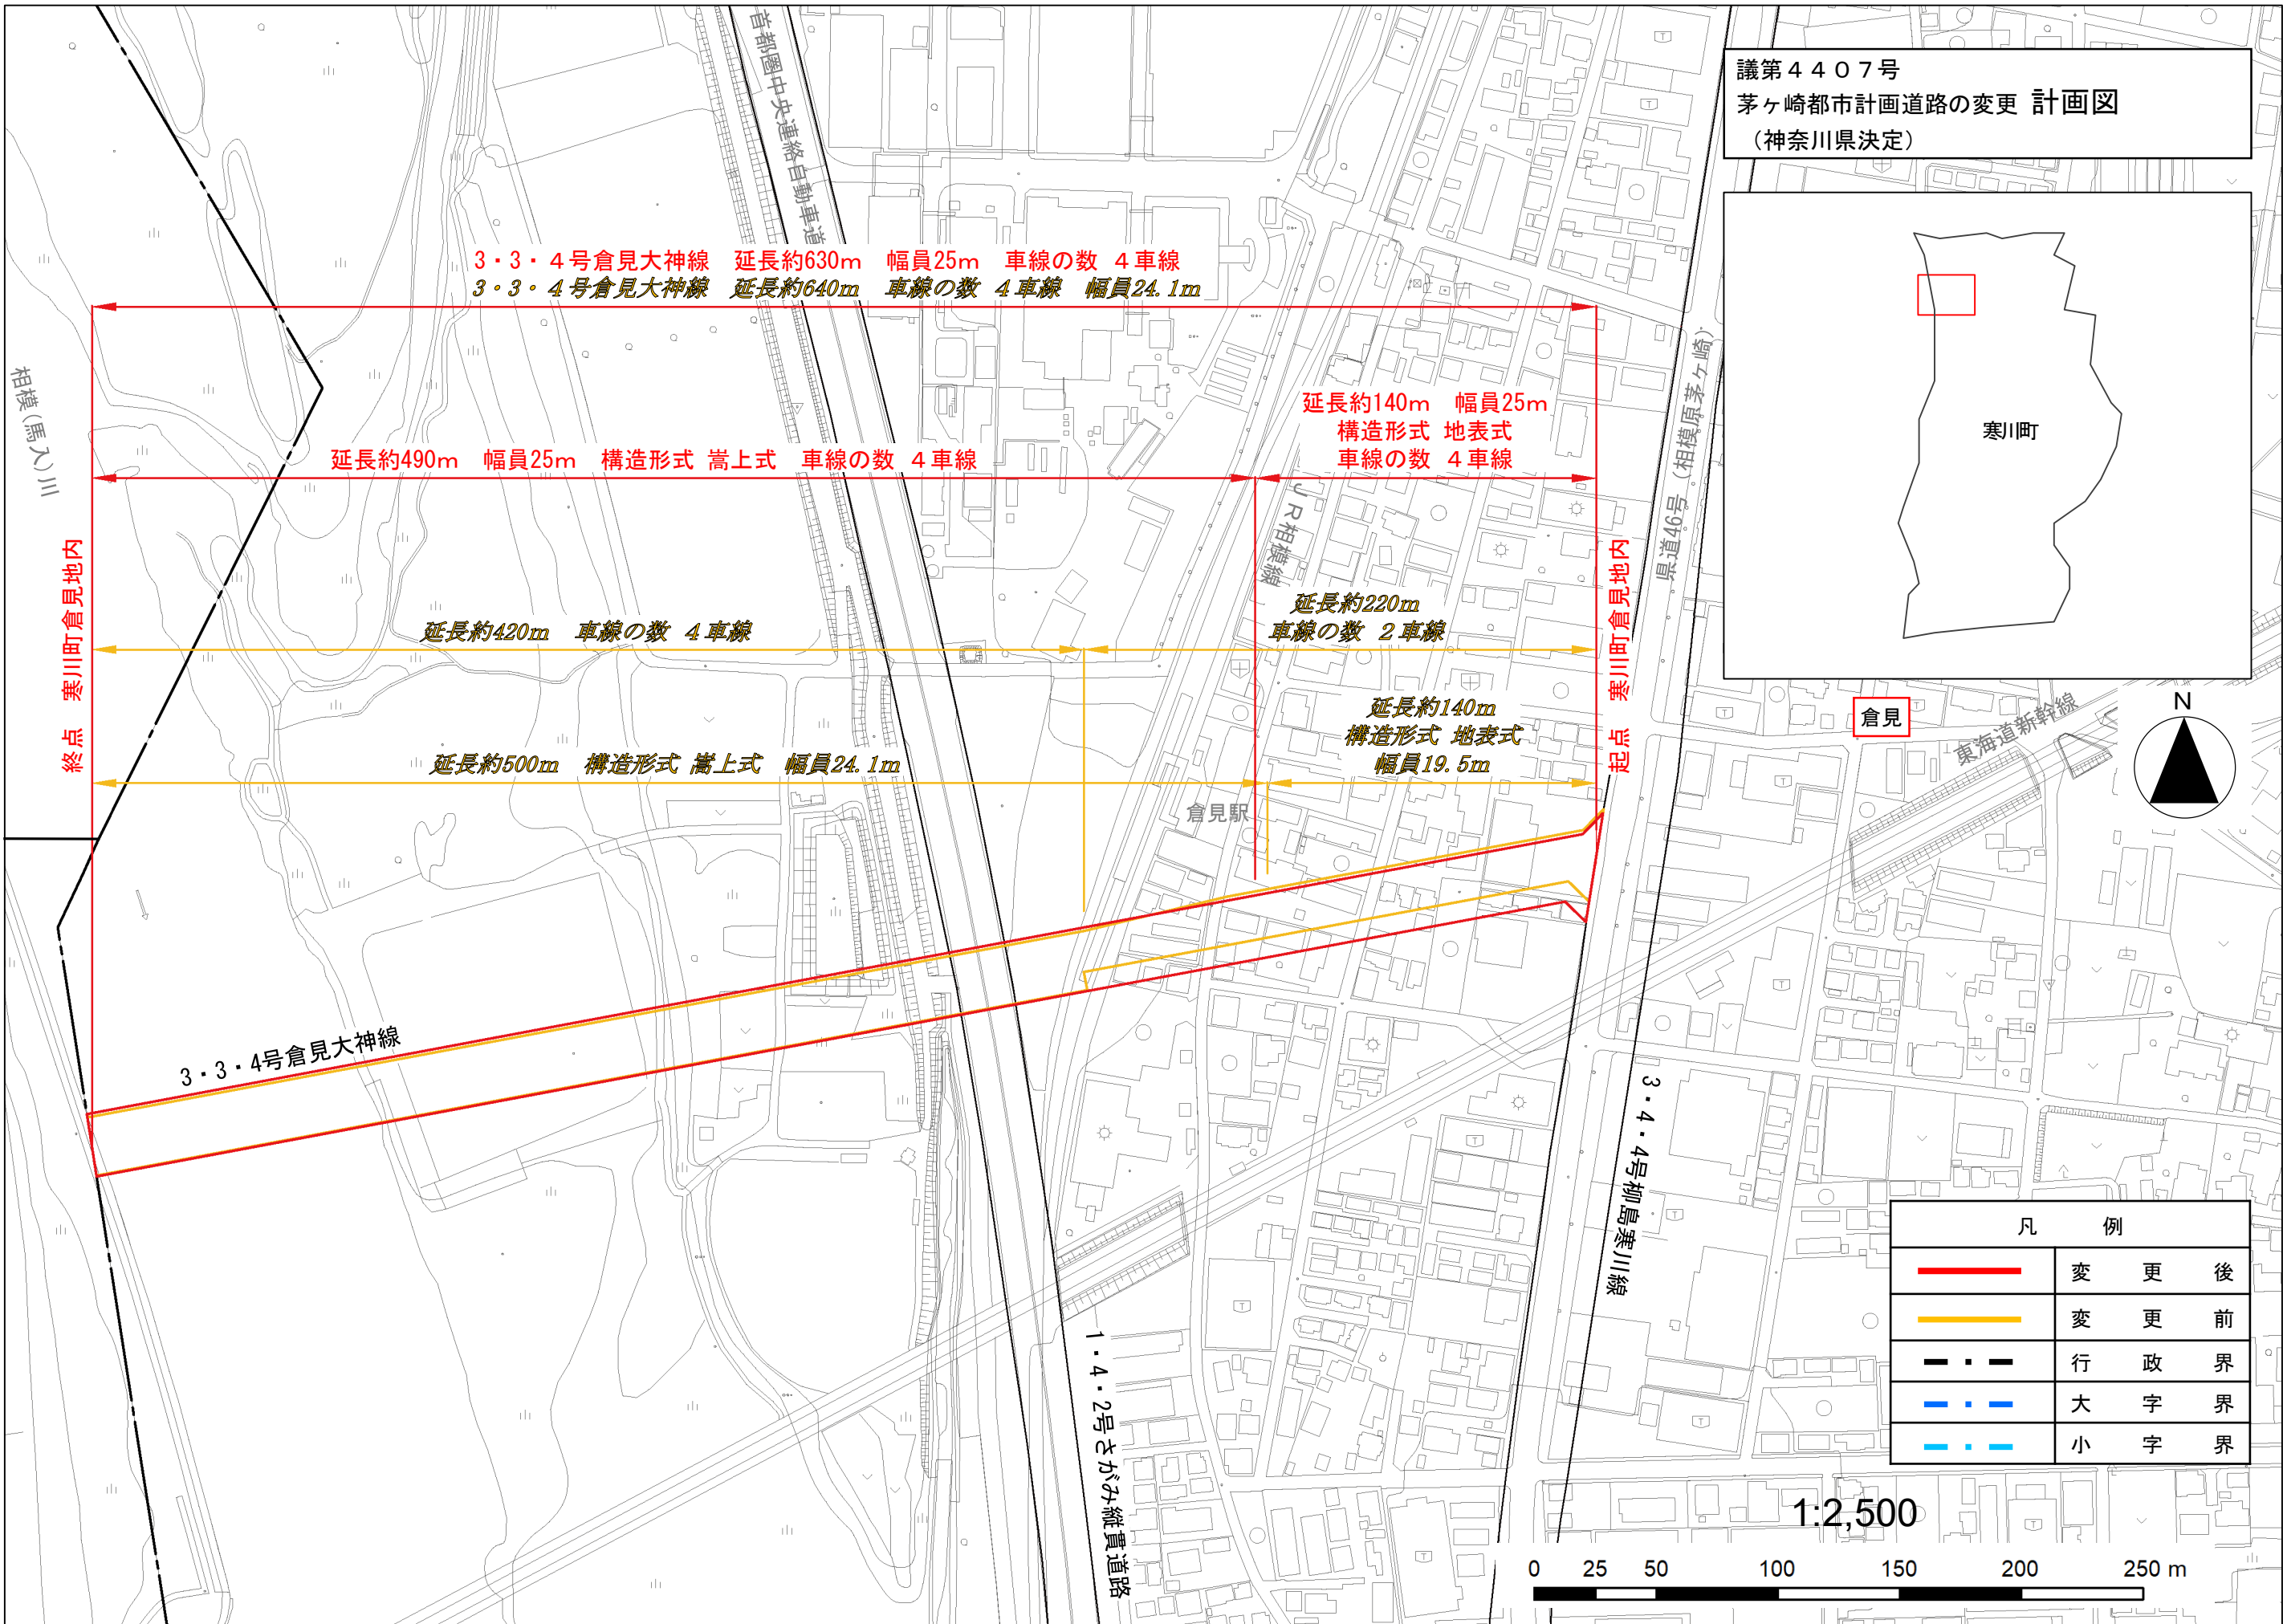 議第４４０７号
茅ヶ崎都市計画道路の変更 計画図
（神奈川県決定）
首都圏中央連絡自動車道
3・3・４号倉見大神線　延長約630m　幅員25m　車線の数 ４車線
3・3・４号倉見大神線　延長約640m　車線の数 ４車線　幅員24.1m
相模(馬入)川
延長約140m　幅員25m
構造形式 地表式
車線の数 ４車線
延長約490m　幅員25m　構造形式 嵩上式　車線の数 ４車線
県道46号（相模原茅ヶ崎）
寒川町
ＪＲ相模線
終点　寒川町倉見地内
起点　寒川町倉見地内
延長約420m　車線の数 ４車線
延長約220m
車線の数 ２車線
延長約140m
構造形式 地表式
幅員19.5m
延長約500m　構造形式 嵩上式　幅員24.1m
倉見駅
倉見
東海道新幹線
N
3・3・4号倉見大神線
3・4・4号柳島寒川線
1・4・2号さがみ縦貫道路
凡　例
変更後
変更前
行政界
大字界
小字界
1:2,500
0 25 50 100 150 200 250 m